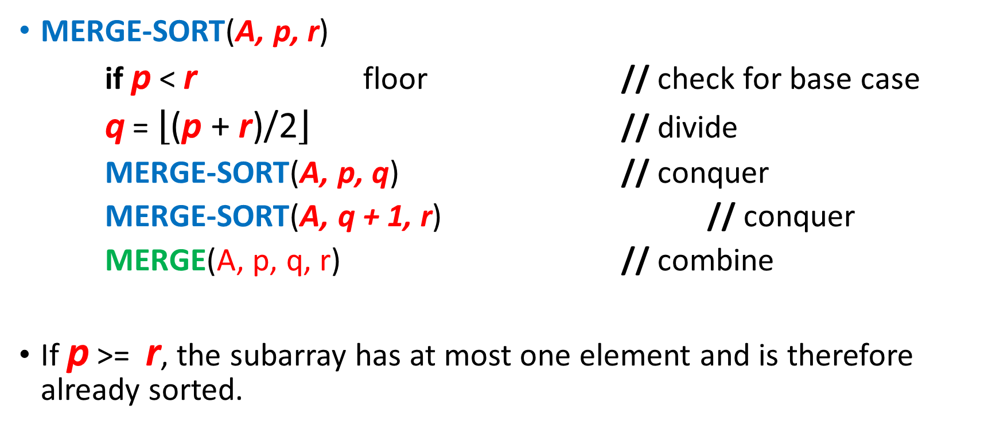 • MERGE-SORT(A, p, r)
if p < r floor // check for base case
q = ⌊(p + r)/2⌋ // divide
MERGE-SORT(A, p, q) // conquer
MERGE-SORT(A, q + 1, r) // conquer
MERGE(A, p, q, r) // combine
• If p >= r, the subarray has at most one element and is therefore
already sorted.